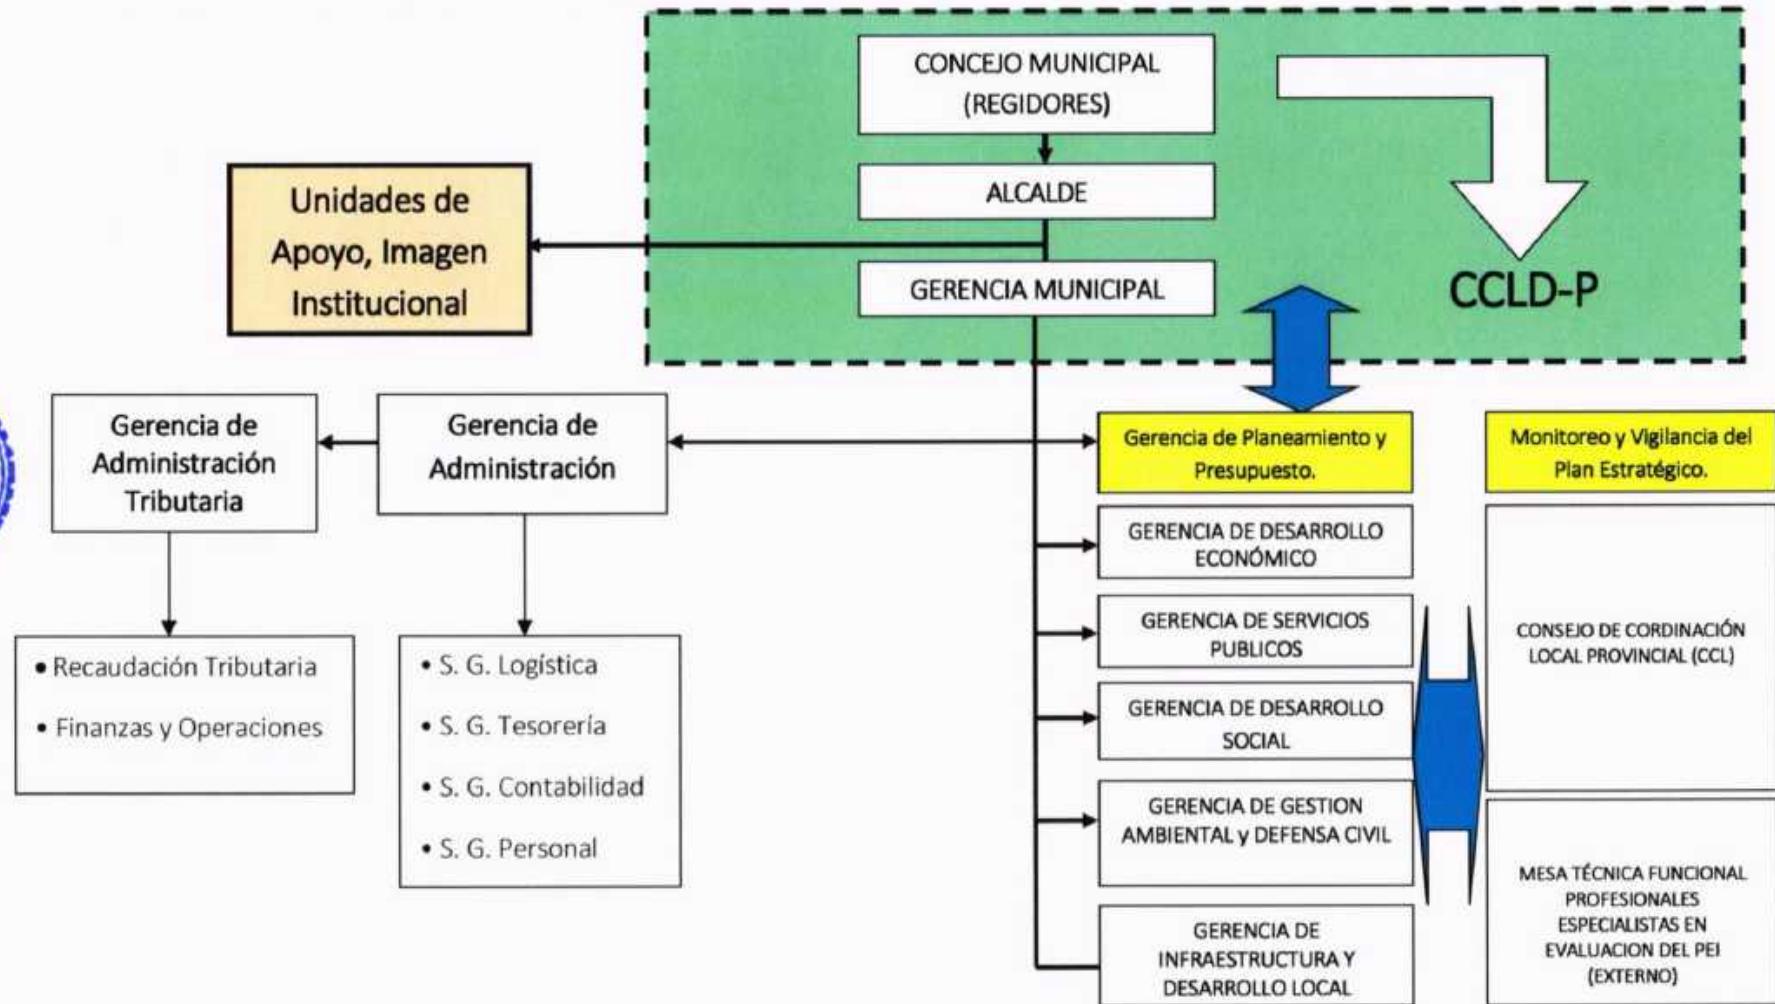 CONCEJO MUNICIPAL
(REGIDORES)
ALCALDE
GERENCIA MUNICIPAL
CCLD-P
Unidades de
Apoyo, Imagen
Institucional
Gerencia de
Administración
Tributaria
Gerencia de
Administración
Gerencia de Planeamiento y
Presupuesto.
Monitoreo y Vigilancia del
Plan Estratégico.
• Recaudación Tributaria
• Finanzas y Operaciones
• S. G. Logística
• S. G. Tesorería
• S. G. Contabilidad
• S. G. Personal
GERENCIA DE DESARROLLO
ECONÓMICO
GERENCIA DE SERVICIOS
PUBLICOS
GERENCIA DE DESARROLLO
SOCIAL
GERENCIA DE GESTION
AMBIENTAL y DEFENSA CIVIL
GERENCIA DE
INFRAESTRUCTURA Y
DESARROLLO LOCAL
CONSEJO DE CORDINACIÓN
LOCAL PROVINCIAL (CCL)
MESA TÉCNICA FUNCIONAL
PROFESIONALES
ESPECIALISTAS EN
EVALUACION DEL PEI
(EXTERNO)